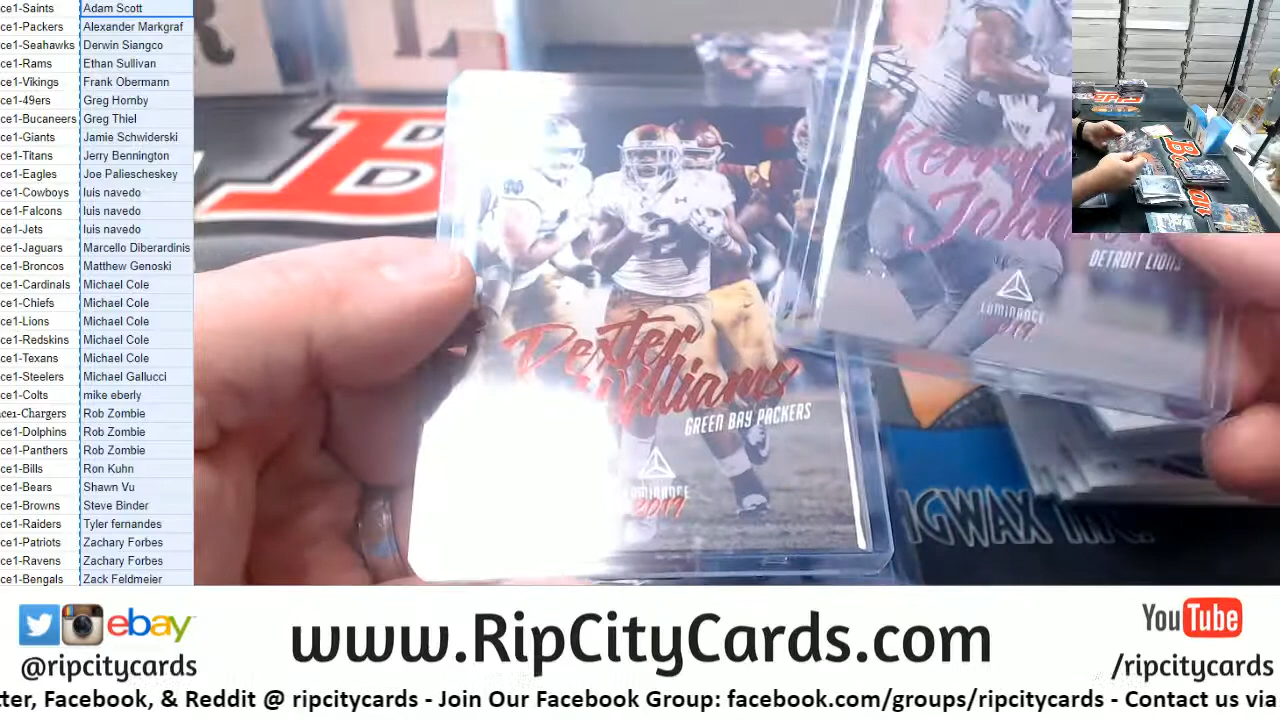 ce1-Saints Adam Scott
ce1-Packers Alexander Markgraf
ce1-Seahawks Derwin Siangco
ce1-Rams Ethan Sullivan
ce1-Vikings Frank Obermann
ce1-49ers Greg Hornby
ce1-Bucaneers Greg Thiel
ce1-Giants Jamie Schwiderski
ce1-Titans Jerry Bennington
ce1-Eagles Joe Paliescheskey
ce1-Cowboys luis navedo
ce1-Falcons luis navedo
ce1-Jets luis navedo
ce1-Jaguars Marcello Diberardinis
ce1-Broncos Matthew Genoski
ce1-Cardinals Michael Cole
ce1-Chiefs Michael Cole
ce1-Lions Michael Cole
ce1-Redskins Michael Cole
ce1-Texans Michael Cole
ce1-Steelers Michael Gallucci
ce1-Colts mike eberly
ce1-Chargers Rob Zombie
ce1-Dolphins Rob Zombie
ce1-Panthers Rob Zombie
ce1-Bills Ron Kuhn
ce1-Bears Shawn Vu
ce1-Browns Steve Binder
ce1-Raiders Tyler fernandes
ce1-Patriots Zachary Forbes
ce1-Ravens Zachary Forbes
ce1-Bengals Zack Feldmeier
Dexter
Williams
GREEN BAY PACKERS
LUMINANCE
2019
DETROIT LIONS
LUMINANCE
2019
IGWAX
ebay
@ripcitycards
www.RipCityCards.com
YouTube
/ripcitycards
tter, Facebook, & Reddit @ ripcitycards - Join Our Facebook Group: facebook.com/groups/ripcitycards - Contact us via